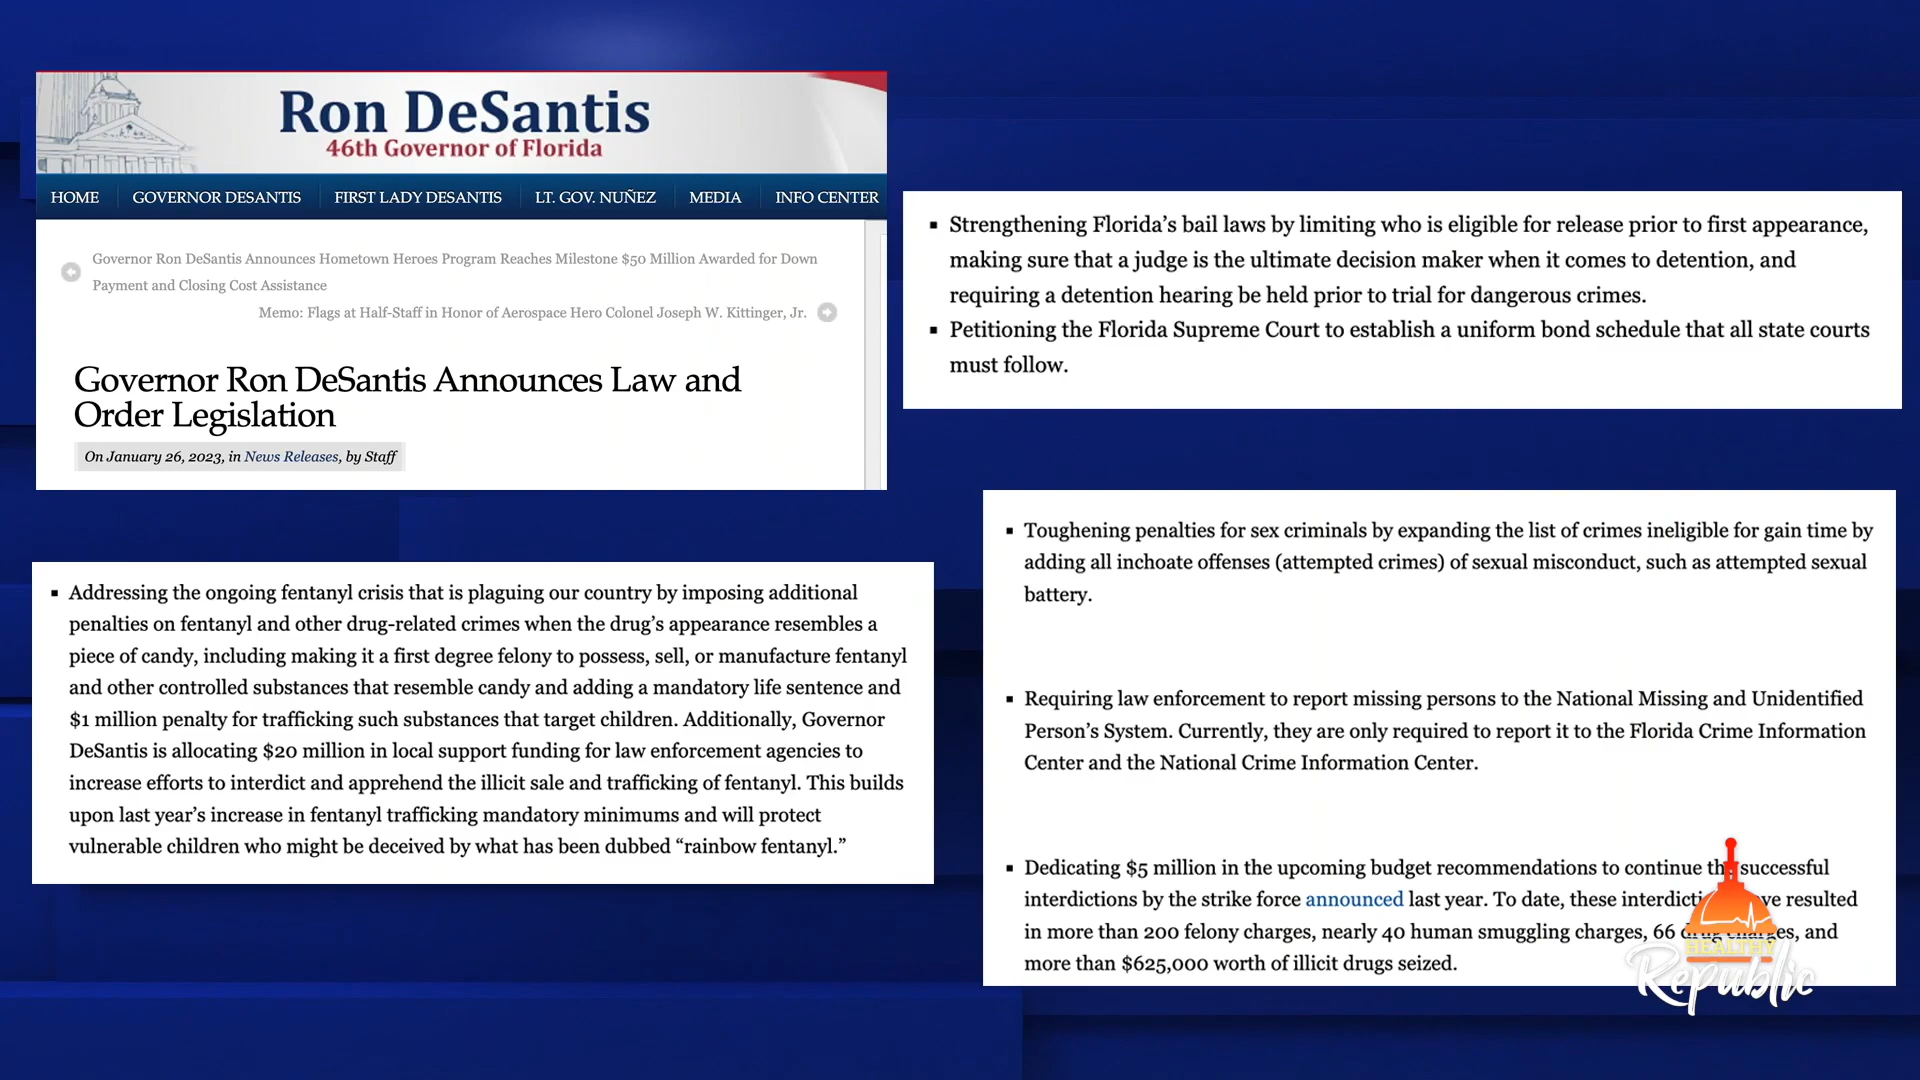 Ron DeSantis
46th Governor of Florida
HOME GOVERNOR DESANTIS FIRST LADY DESANTIS LT. GOV. NUÑEZ MEDIA INFO CENTER
Governor Ron DeSantis Announces Hometown Heroes Program Reaches Milestone $50 Million Awarded for Down
Payment and Closing Cost Assistance
Memo: Flags at Half-Staff in Honor of Aerospace Hero Colonel Joseph W. Kittinger, Jr.
Governor Ron DeSantis Announces Law and
Order Legislation
On January 26, 2023, in News Releases, by Staff
▪ Strengthening Florida’s bail laws by limiting who is eligible for release prior to first appearance,
making sure that a judge is the ultimate decision maker when it comes to detention, and
requiring a detention hearing be held prior to trial for dangerous crimes.
▪ Petitioning the Florida Supreme Court to establish a uniform bond schedule that all state courts
must follow.
▪ Addressing the ongoing fentanyl crisis that is plaguing our country by imposing additional
penalties on fentanyl and other drug-related crimes when the drug’s appearance resembles a
piece of candy, including making it a first degree felony to possess, sell, or manufacture fentanyl
and other controlled substances that resemble candy and adding a mandatory life sentence and
$1 million penalty for trafficking such substances that target children. Additionally, Governor
DeSantis is allocating $20 million in local support funding for law enforcement agencies to
increase efforts to interdict and apprehend the illicit sale and trafficking of fentanyl. This builds
upon last year’s increase in fentanyl trafficking mandatory minimums and will protect
vulnerable children who might be deceived by what has been dubbed “rainbow fentanyl.”
▪ Toughening penalties for sex criminals by expanding the list of crimes ineligible for gain time by
adding all inchoate offenses (attempted crimes) of sexual misconduct, such as attempted sexual
battery.
▪ Requiring law enforcement to report missing persons to the National Missing and Unidentified
Person’s System. Currently, they are only required to report it to the Florida Crime Information
Center and the National Crime Information Center.
▪ Dedicating $5 million in the upcoming budget recommendations to continue the successful
interdictions by the strike force announced last year. To date, these resulted
in more than 200 felony charges, nearly 40 human smuggling charges, 66 drug charges, and
more than $625,000 worth of illicit drugs seized.
HEALTHY
Republic